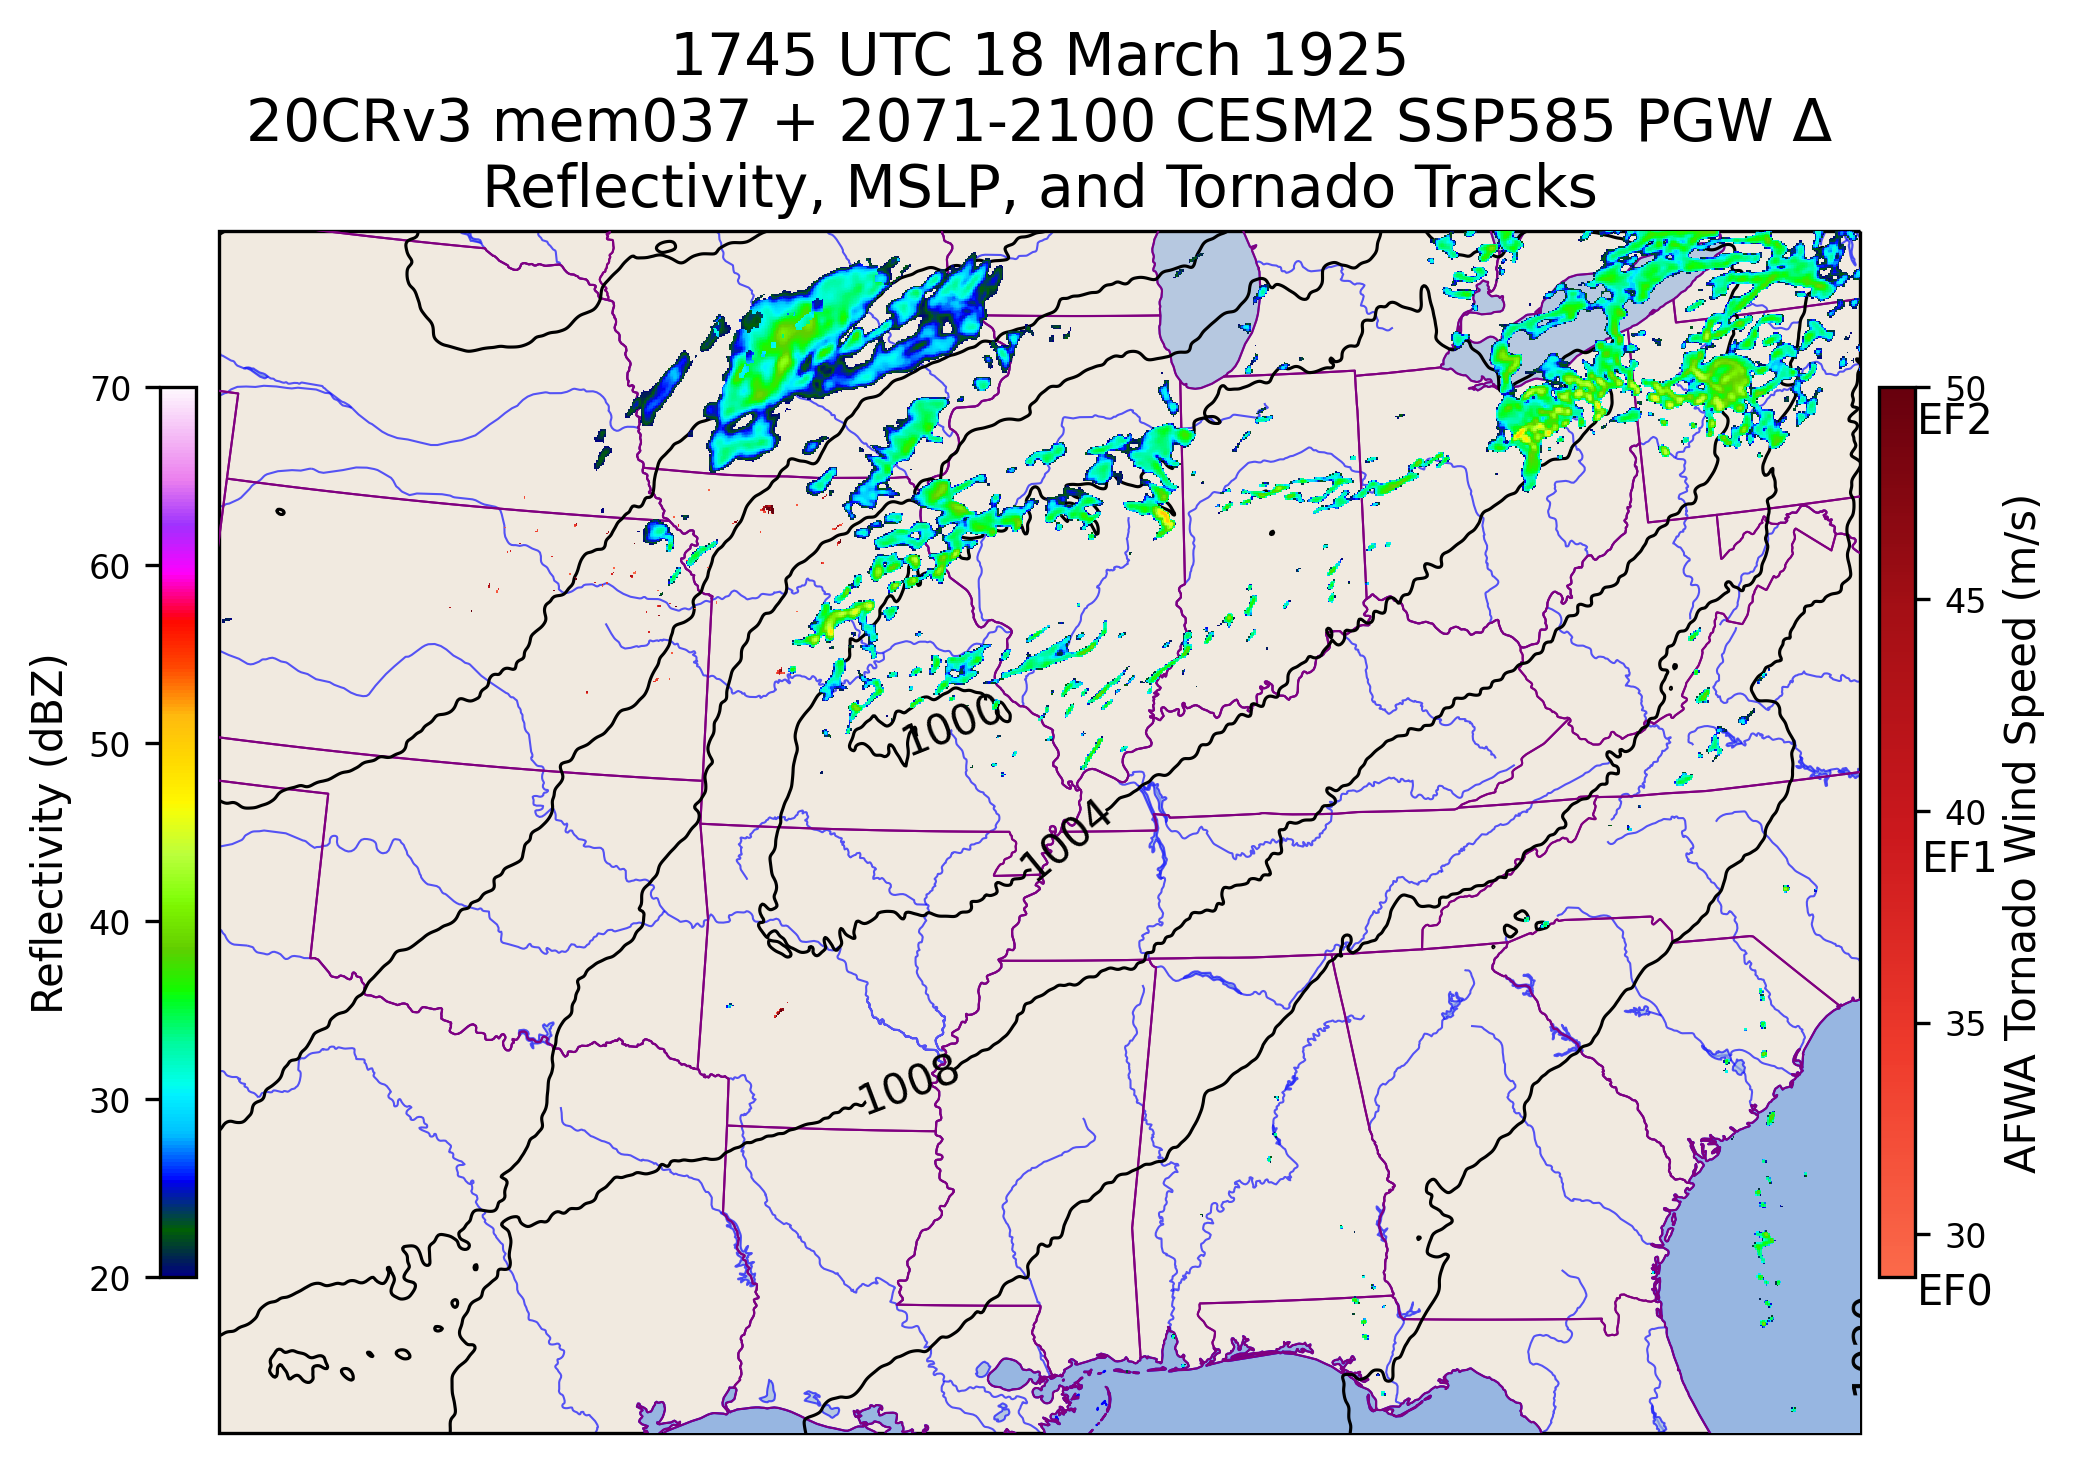 1745 UTC 18 March 1925
20CRv3 mem037 + 2071-2100 CESM2 SSP585 PGW Δ
Reflectivity, MSLP, and Tornado Tracks
Reflectivity (dBZ)
70
60
50
40
30
20
1000
1004
1008
50
EF2
45
40
EF1
35
30
EF0
AFWA Tornado Wind Speed (m/s)